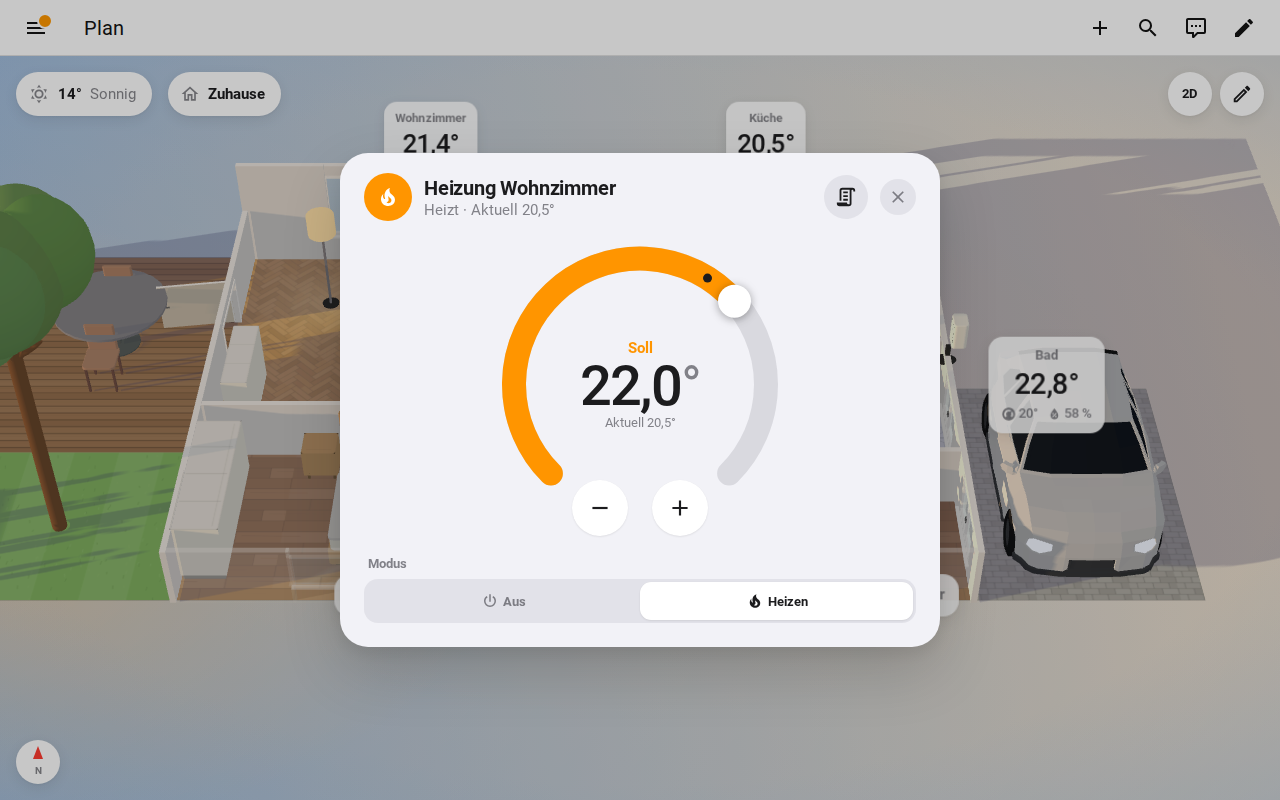 Plan
14° Sonnig
Zuhause
2D
Wohnzimmer
21,4°
Küche
20,5°
Heizung Wohnzimmer
Heizt · Aktuell 20,5°
Soll
22,0°
Aktuell 20,5°
Bad
22,8°
20° 58 %
Modus
Aus
Heizen
r
N